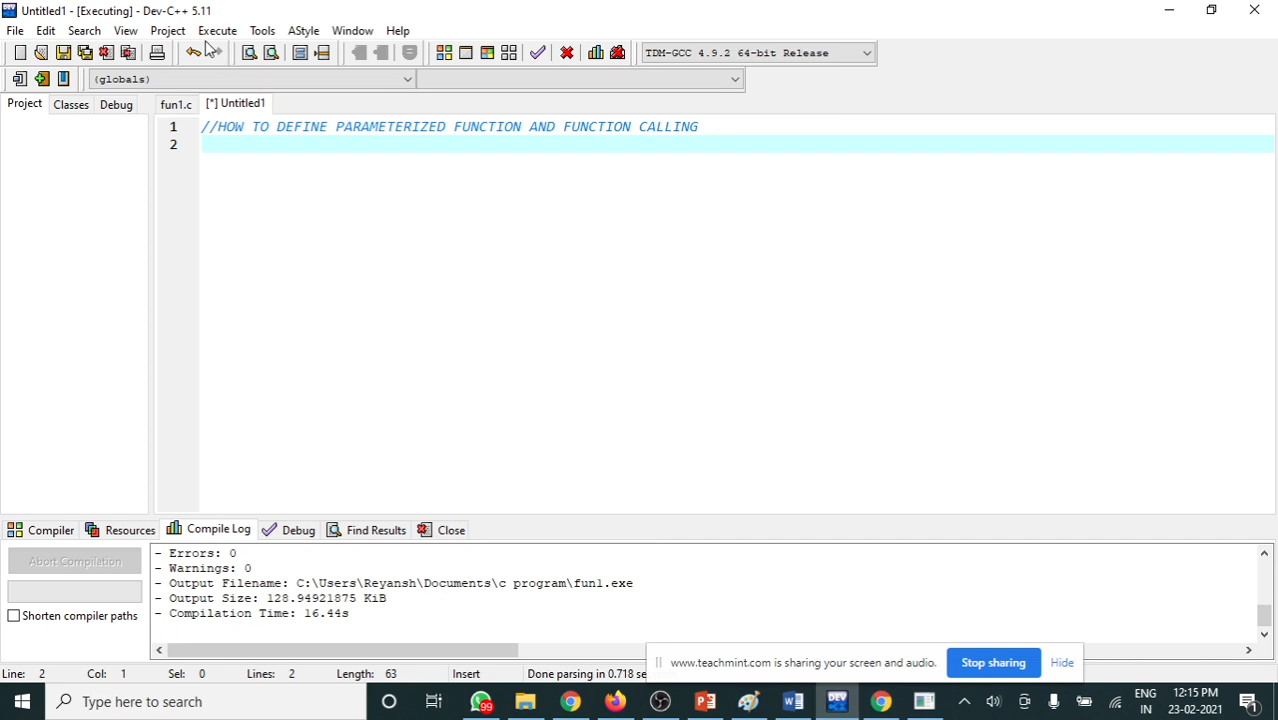 Untitled1 - [Executing] - Dev-C++ 5.11
File Edit Search View Project Execute Tools AStyle Window Help
TDM-GCC 4.9.2 64-bit Release
(globals)
Project Classes Debug fun1.c [*] Untitled1
1 //HOW TO DEFINE PARAMETERIZED FUNCTION AND FUNCTION CALLING
2
Compiler Resources Compile Log Debug Find Results Close
Abort Compilation
Shorten compiler paths
- Errors: 0
- Warnings: 0
- Output Filename: C:\Users\Reyansh\Documents\c program\fun1.exe
- Output Size: 128.94921875 KiB
- Compilation Time: 16.44s
www.teachmint.com is sharing your screen and audio. Stop sharing Hide
Line: 2 Col: 1 Sel: 0 Lines: 2 Length: 63 Insert Done parsing in 0.718 se
Type here to search
99
ENG
IN
12:15 PM
23-02-2021
1